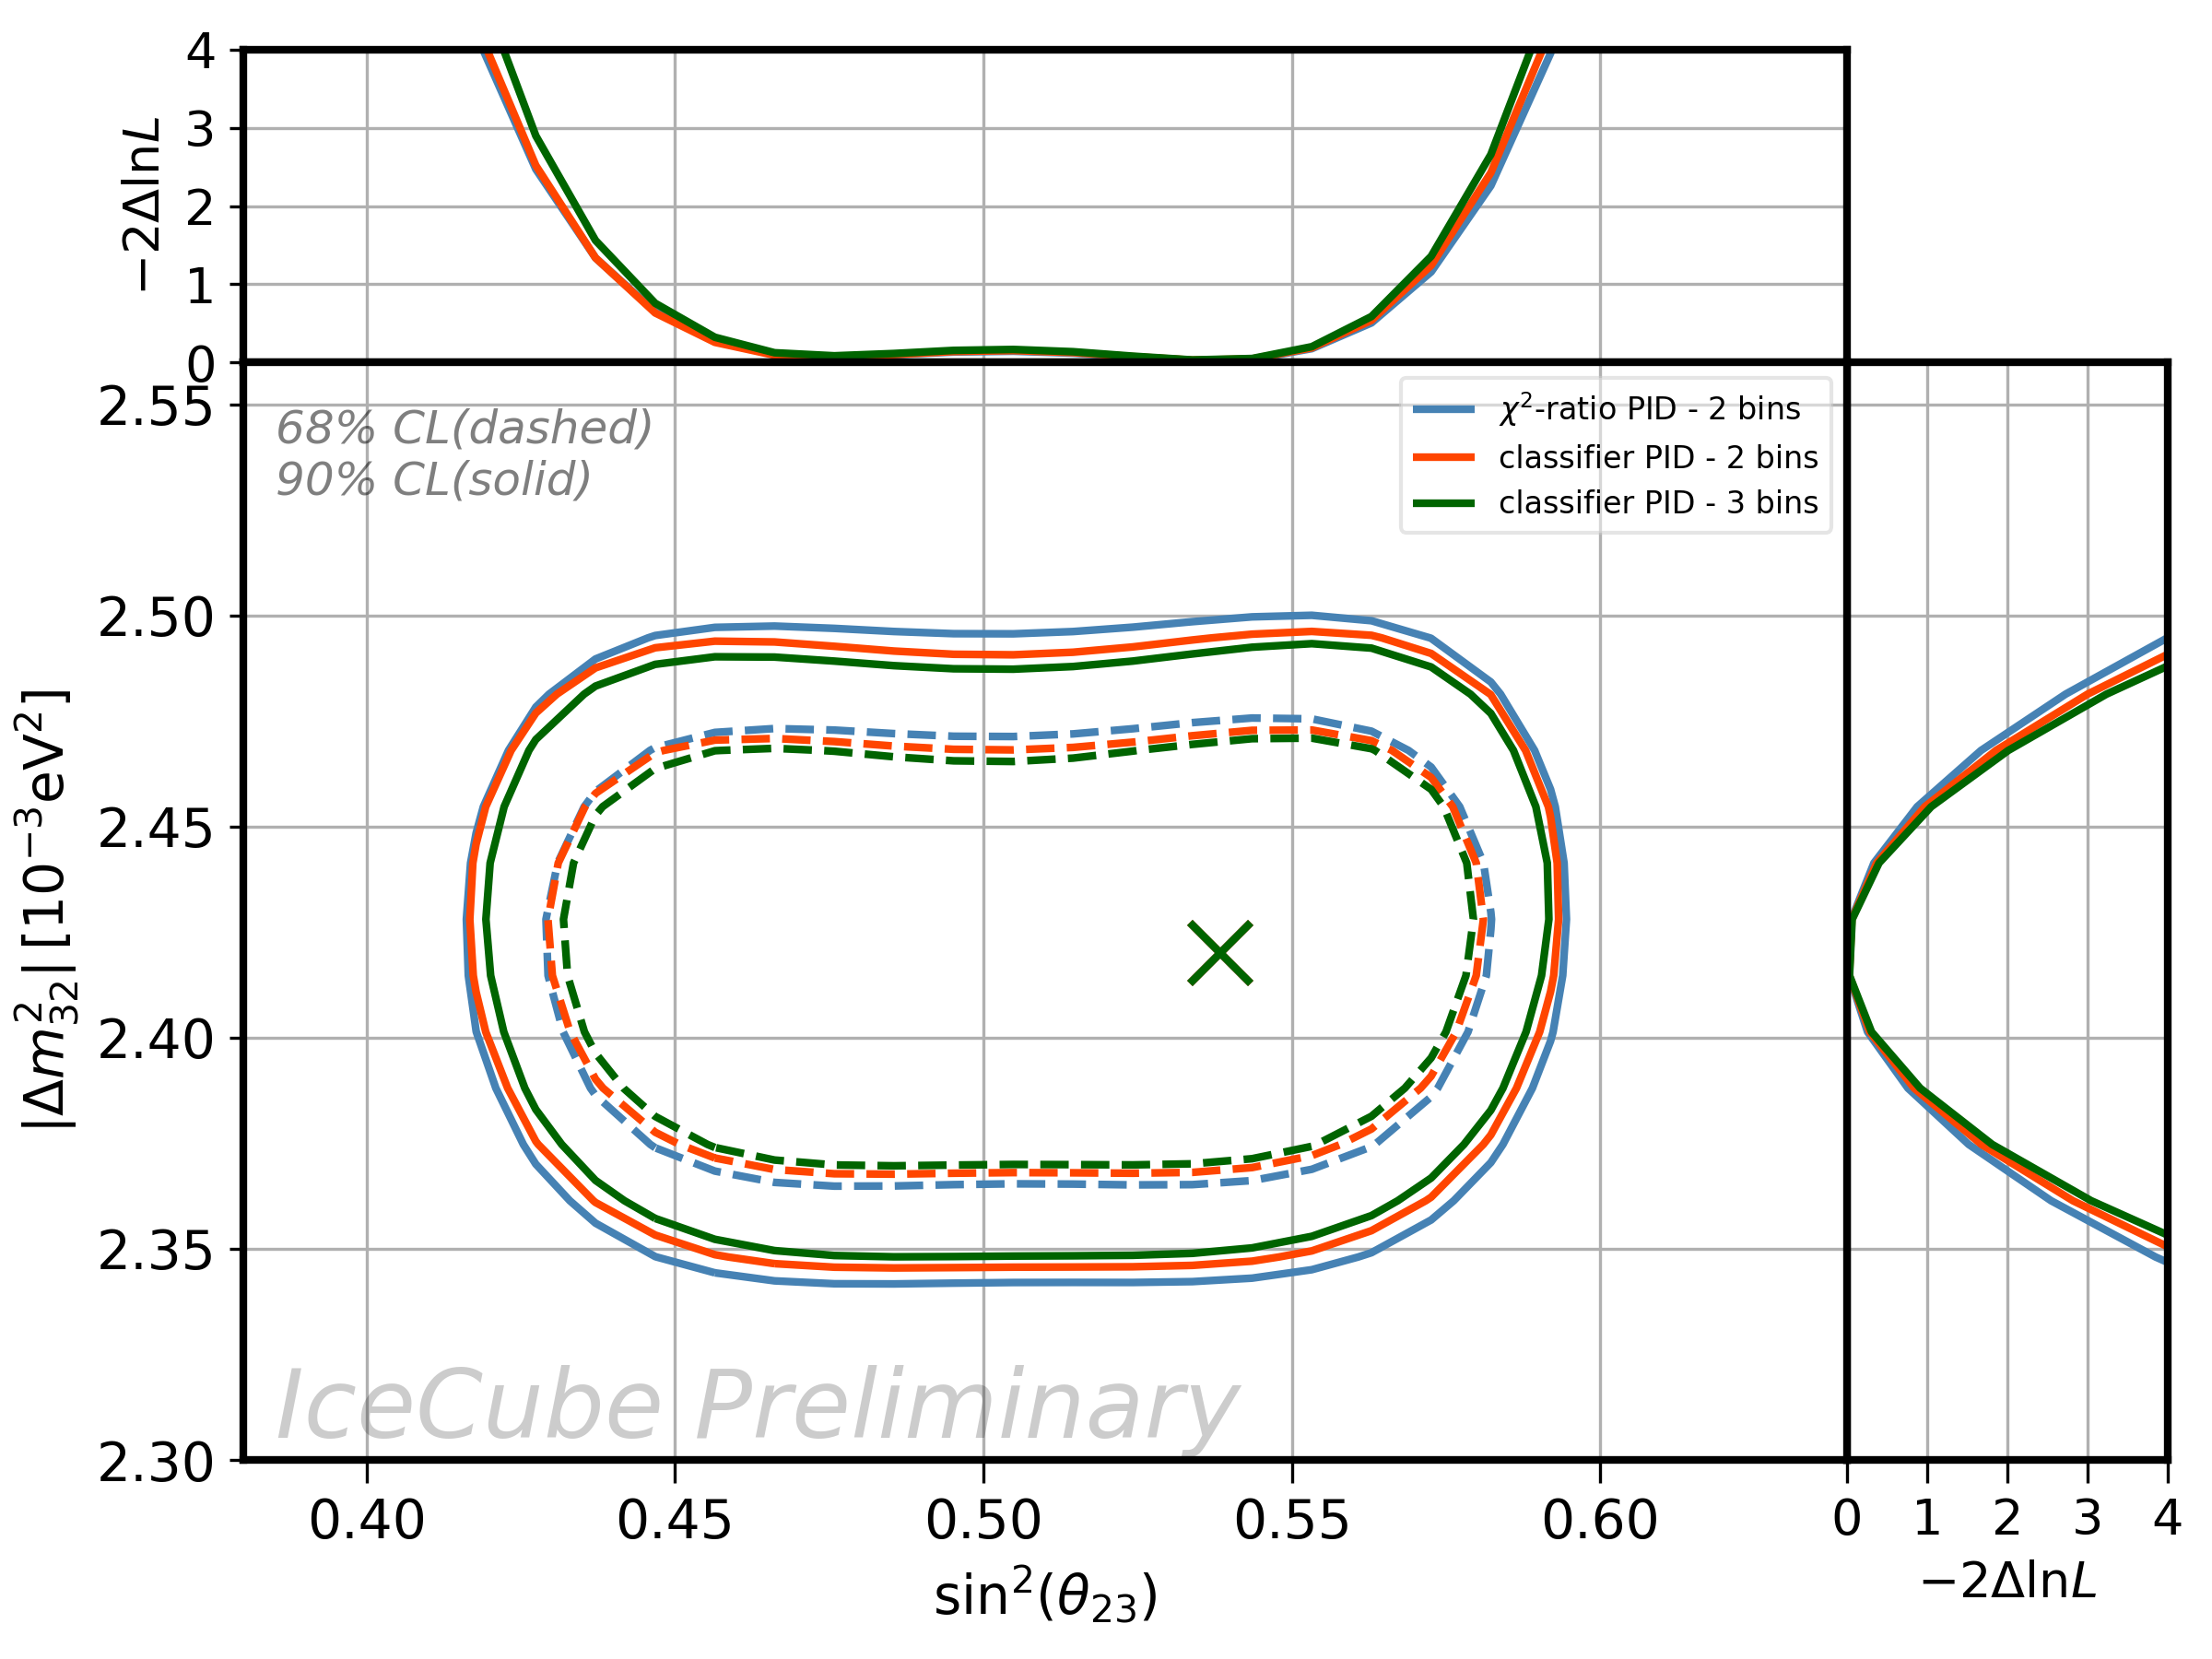 4
3
2
1
0
−2ΔlnL
2.55
2.50
2.45
2.40
2.35
2.30
|Δm²₃₂| [10⁻³eV²]
68% CL(dashed)
90% CL(solid)
χ²-ratio PID - 2 bins
classifier PID - 2 bins
classifier PID - 3 bins
IceCube Preliminary
0.40 0.45 0.50 0.55 0.60
sin²(θ₂₃)
0 1 2 3 4
−2ΔlnL